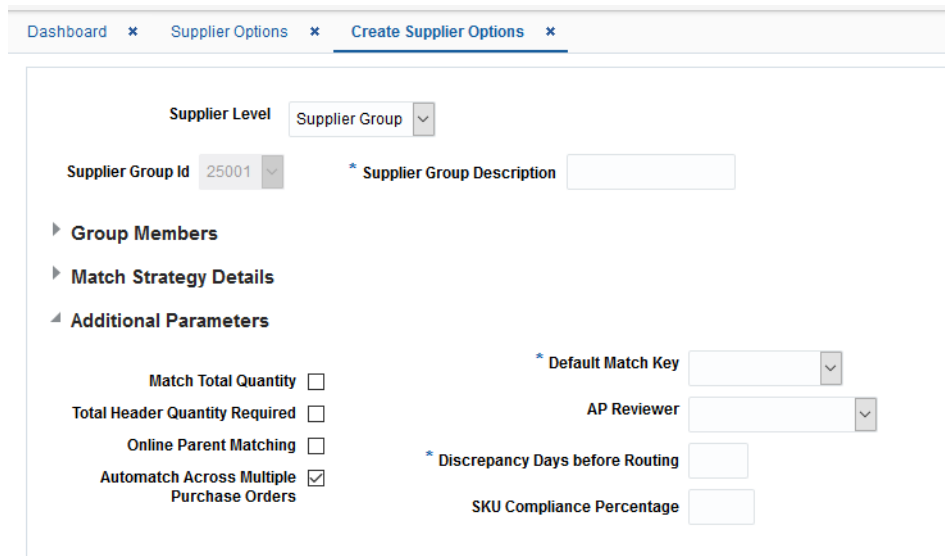 Dashboard ✖ Supplier Options ✖ Create Supplier Options ✖
Supplier Level Supplier Group
Supplier Group Id 25001 * Supplier Group Description
Group Members
Match Strategy Details
Additional Parameters
Match Total Quantity
Total Header Quantity Required
Online Parent Matching
Automatch Across Multiple
Purchase Orders
* Default Match Key
AP Reviewer
* Discrepancy Days before Routing
SKU Compliance Percentage